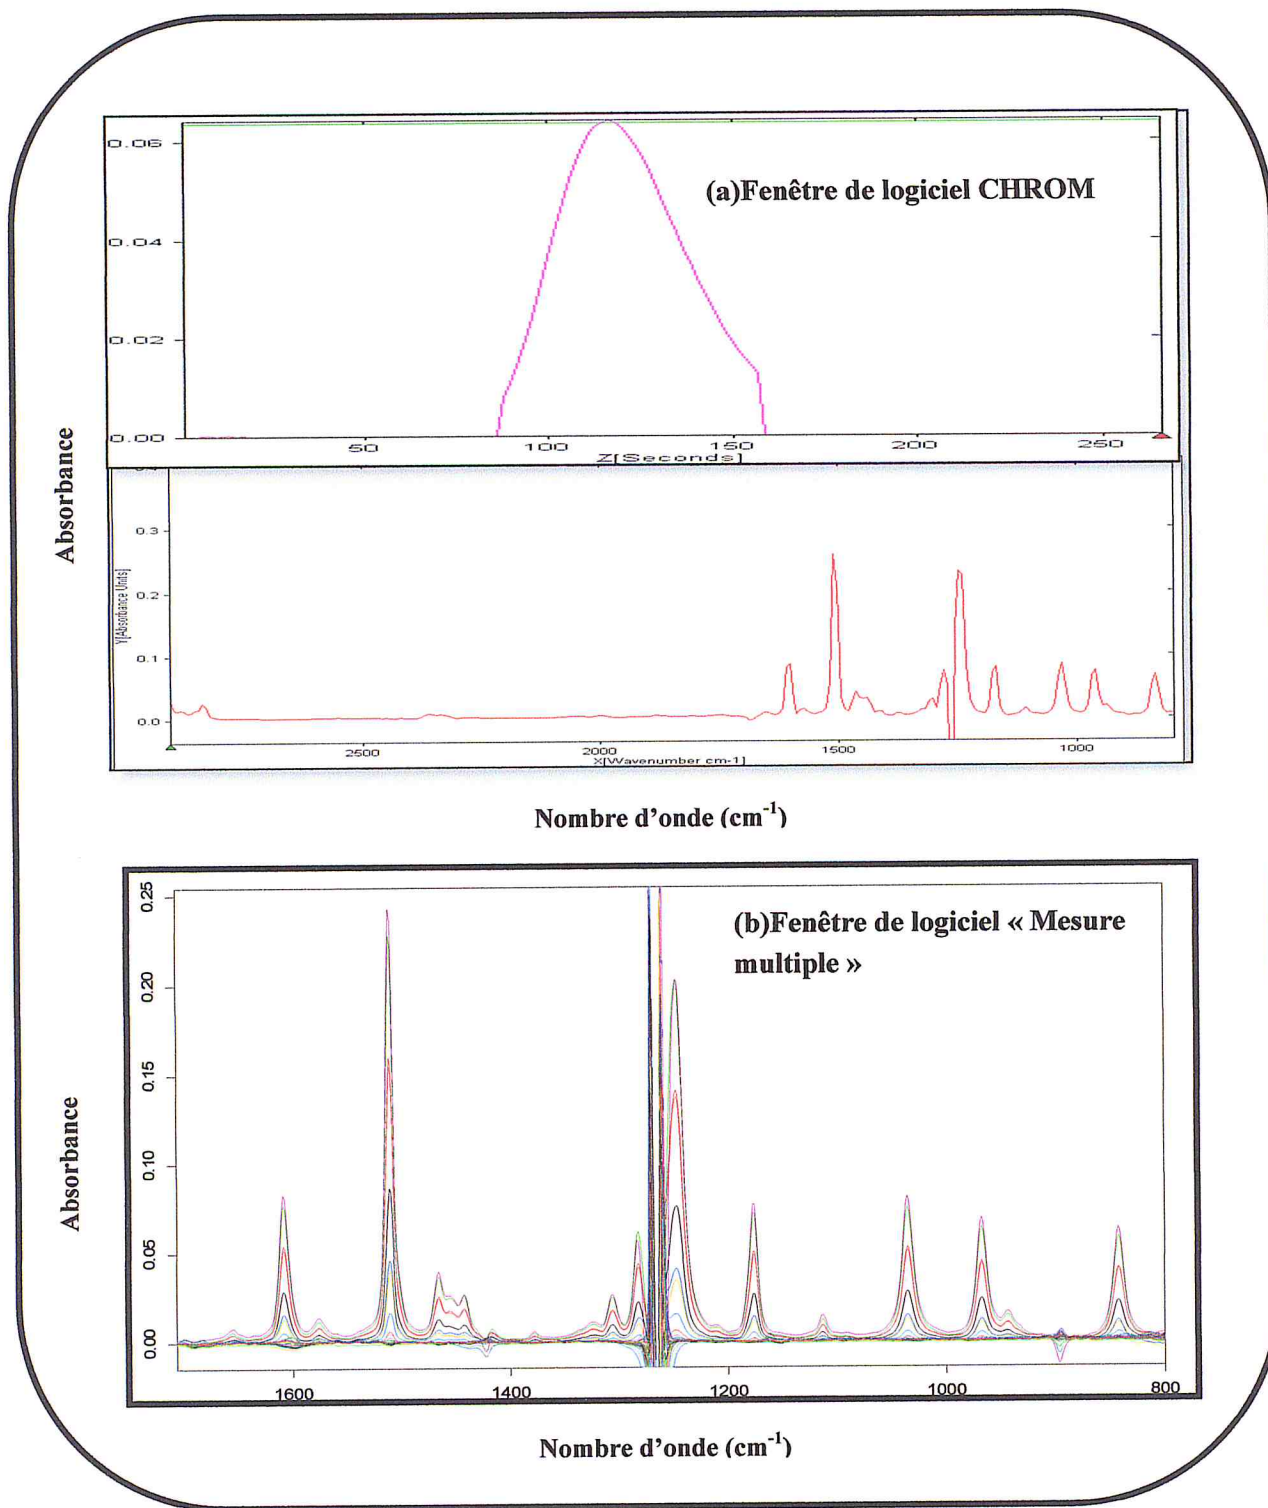 (a)Fenêtre de logiciel CHROM
0.06
0.04
0.02
0.00
50
100
150
200
250
Z[Seconds]
Absorbance
0.3
0.2
0.1
0.0
Y[Absorbance Units]
2500
2000
1500
1000
X[Wavenumber cm-1]
Nombre d'onde (cm-1)
(b)Fenêtre de logiciel « Mesure
multiple »
0.25
0.20
0.15
0.10
0.05
0.00
Absorbance
1600
1400
1200
1000
800
Nombre d'onde (cm-1)